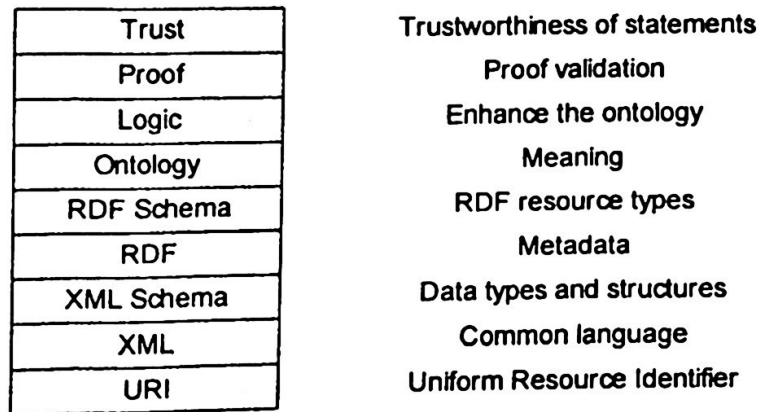 Trust Trustworthiness of statements
Proof Proof validation
Logic Enhance the ontology
Ontology Meaning
RDF Schema RDF resource types
RDF Metadata
XML Schema Data types and structures
XML Common language
URI Uniform Resource Identifier